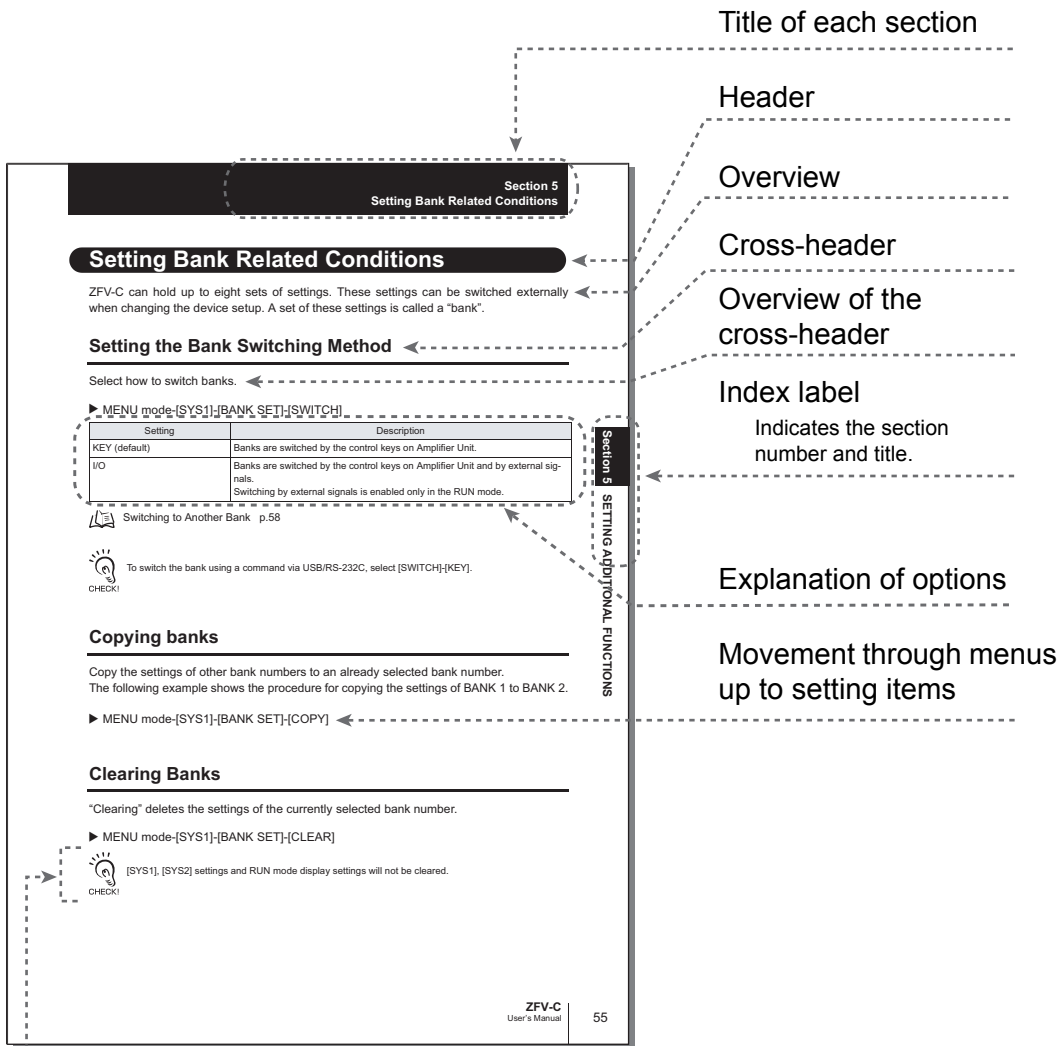 Title of each section
Header
Overview
Cross-header
Overview of the
cross-header
Index label
Indicates the section
number and title.
Explanation of options
Movement through menus
up to setting items
Section 5
Setting Bank Related Conditions
Setting Bank Related Conditions
ZFV-C can hold up to eight sets of settings. These settings can be switched externally
when changing the device setup. A set of these settings is called a “bank”.
Setting the Bank Switching Method
Select how to switch banks.
▶ MENU mode-[SYS1]-[BANK SET]-[SWITCH]
Setting Description
KEY (default) Banks are switched by the control keys on Amplifier Unit.
I/O Banks are switched by the control keys on Amplifier Unit and by external sig-
nals.
Switching by external signals is enabled only in the RUN mode.
Switching to Another Bank p.58
To switch the bank using a command via USB/RS-232C, select [SWITCH]-[KEY].
CHECK!
Copying banks
Copy the settings of other bank numbers to an already selected bank number.
The following example shows the procedure for copying the settings of BANK 1 to BANK 2.
▶ MENU mode-[SYS1]-[BANK SET]-[COPY]
Clearing Banks
“Clearing” deletes the settings of the currently selected bank number.
▶ MENU mode-[SYS1]-[BANK SET]-[CLEAR]
[SYS1], [SYS2] settings and RUN mode display settings will not be cleared.
CHECK!
Section 5 SETTING ADDITIONAL FUNCTIONS
ZFV-C
User's Manual
55